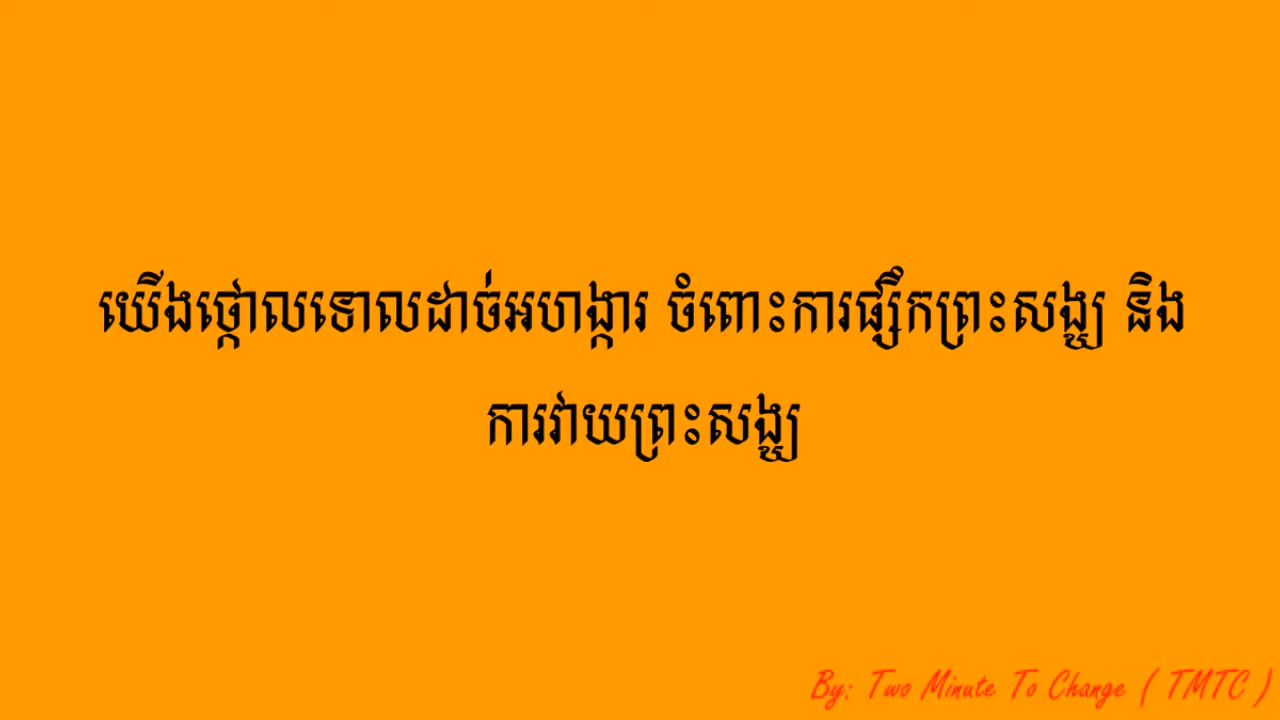 យើងថ្កោលទោលដាច់អហង្ការ ចំពោះការផ្សឹកព្រះសង្ឃ និង
ការវាយព្រះសង្ឃ
By: Two Minute To Change ( TMTC )